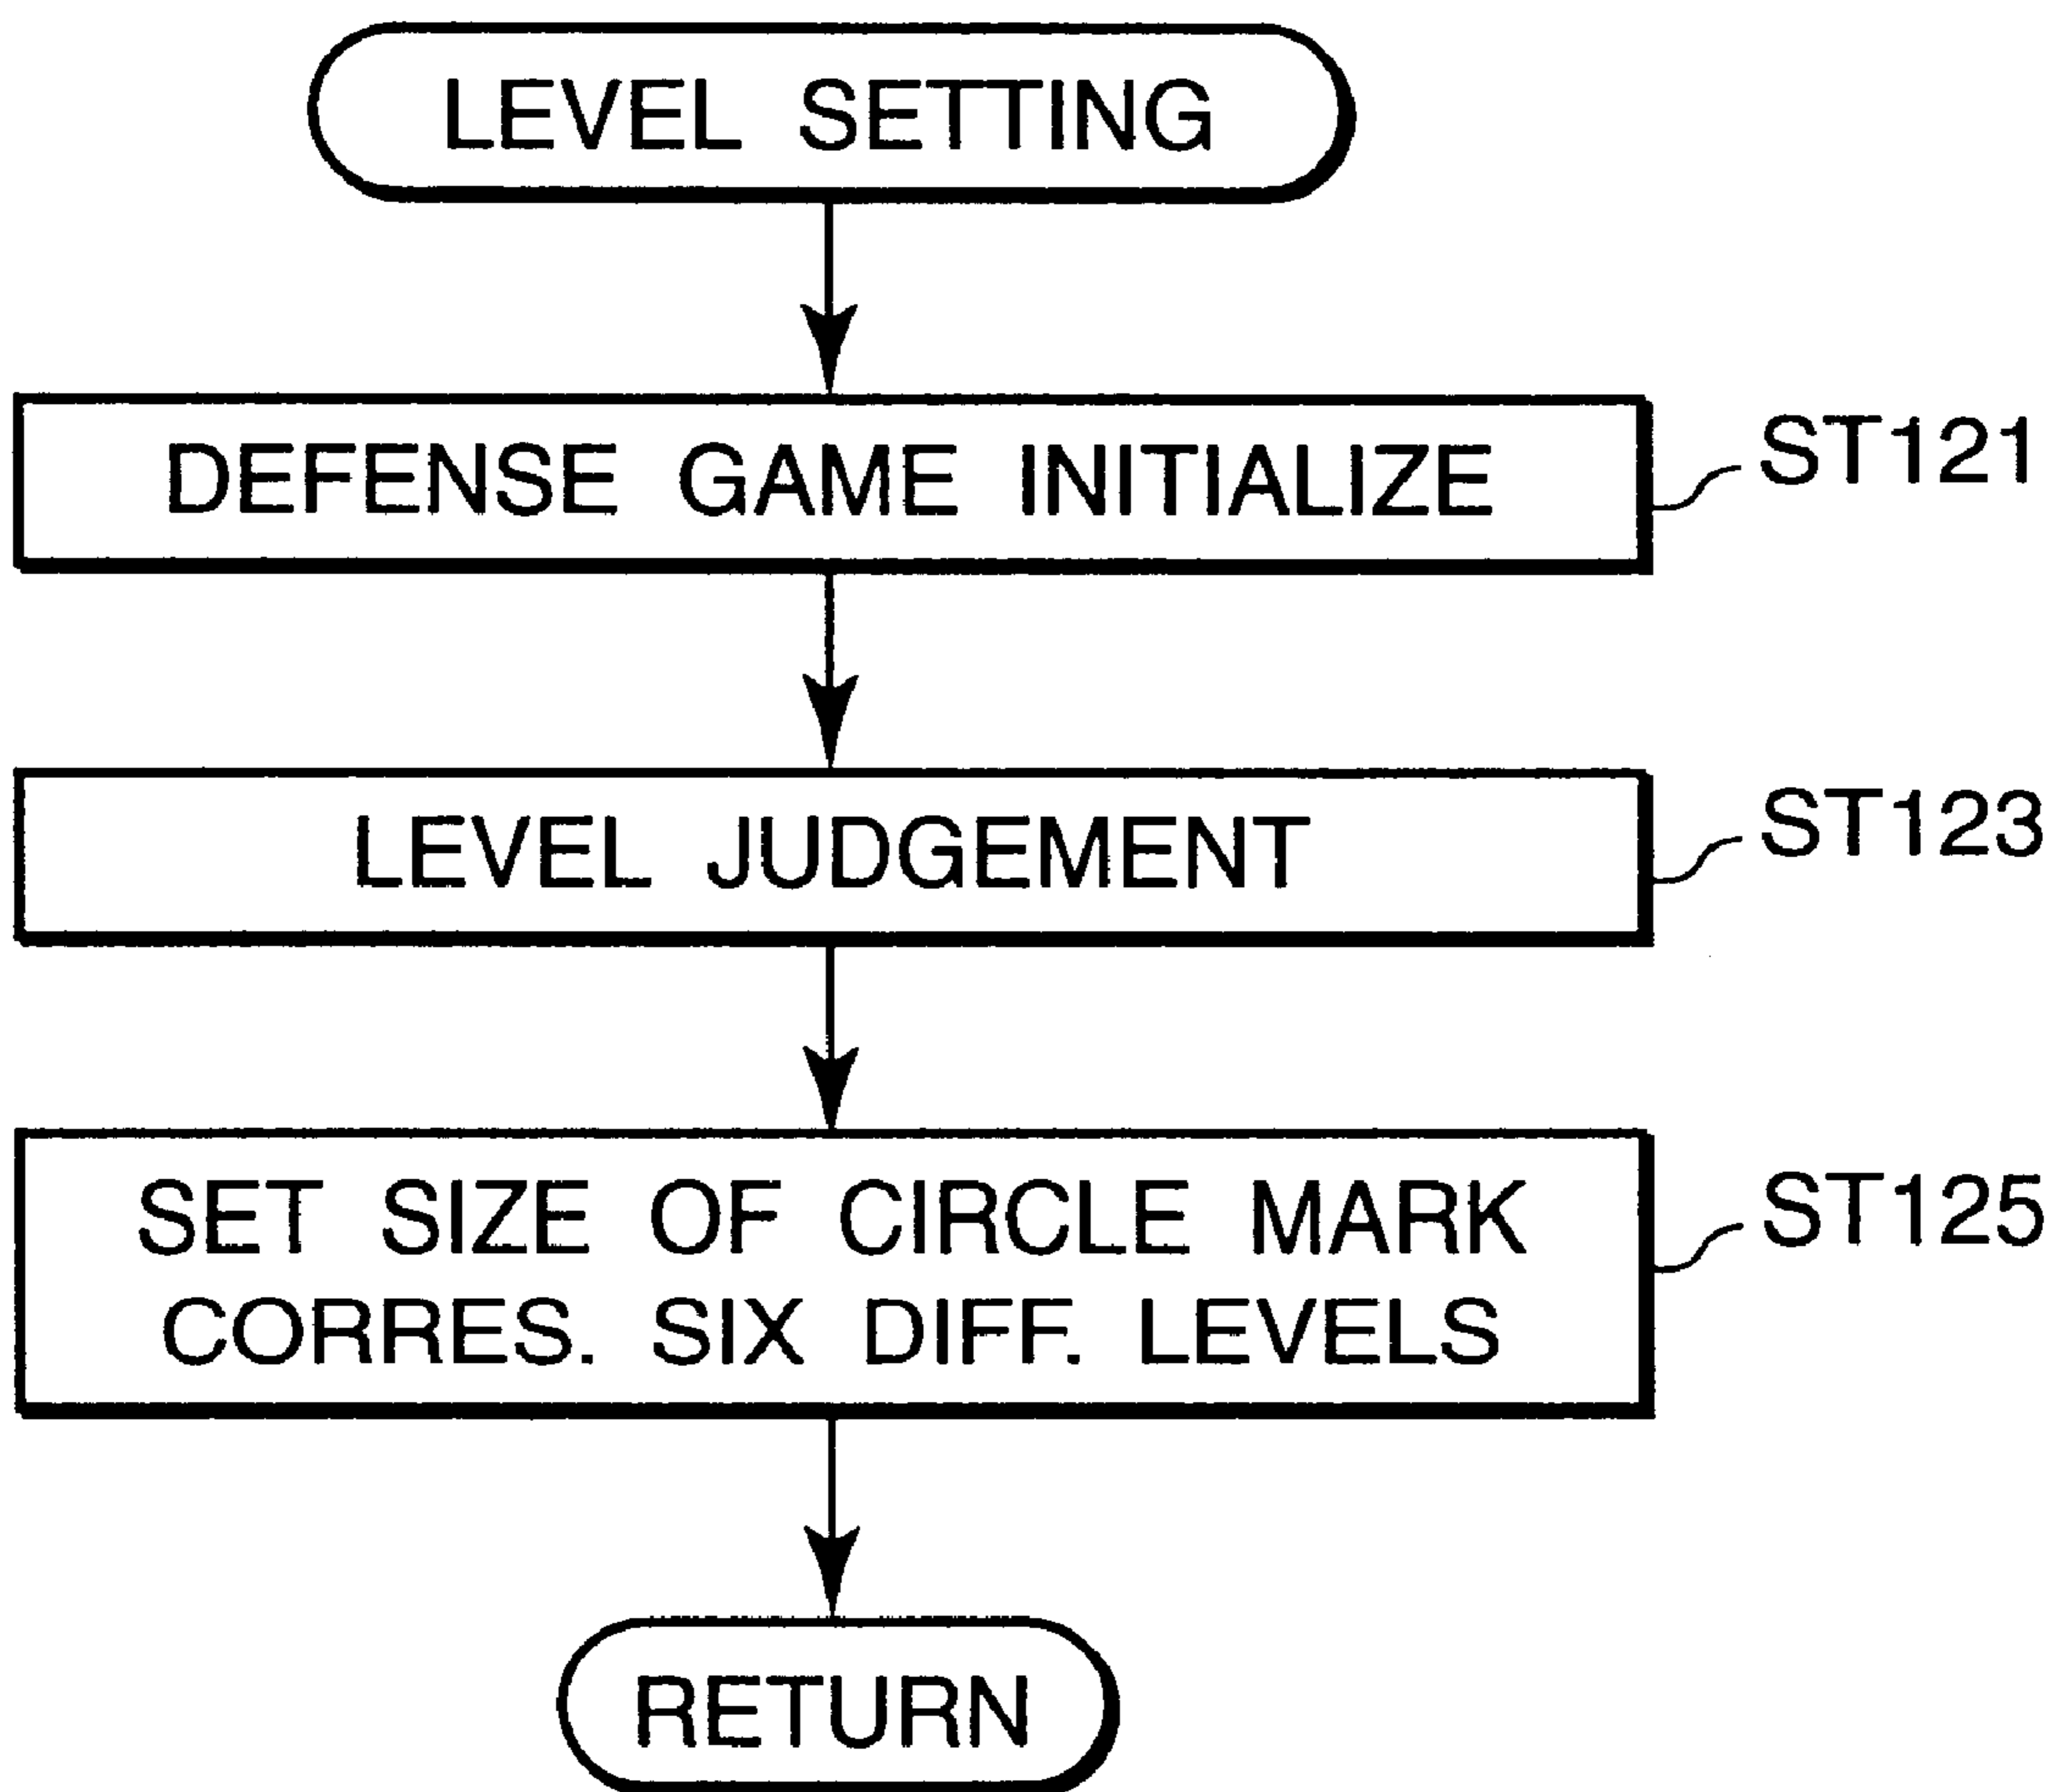 LEVEL SETTING
DEFENSE GAME INITIALIZE
ST121
LEVEL JUDGEMENT
ST123
SET SIZE OF CIRCLE MARK
CORRES. SIX DIFF. LEVELS
ST125
RETURN